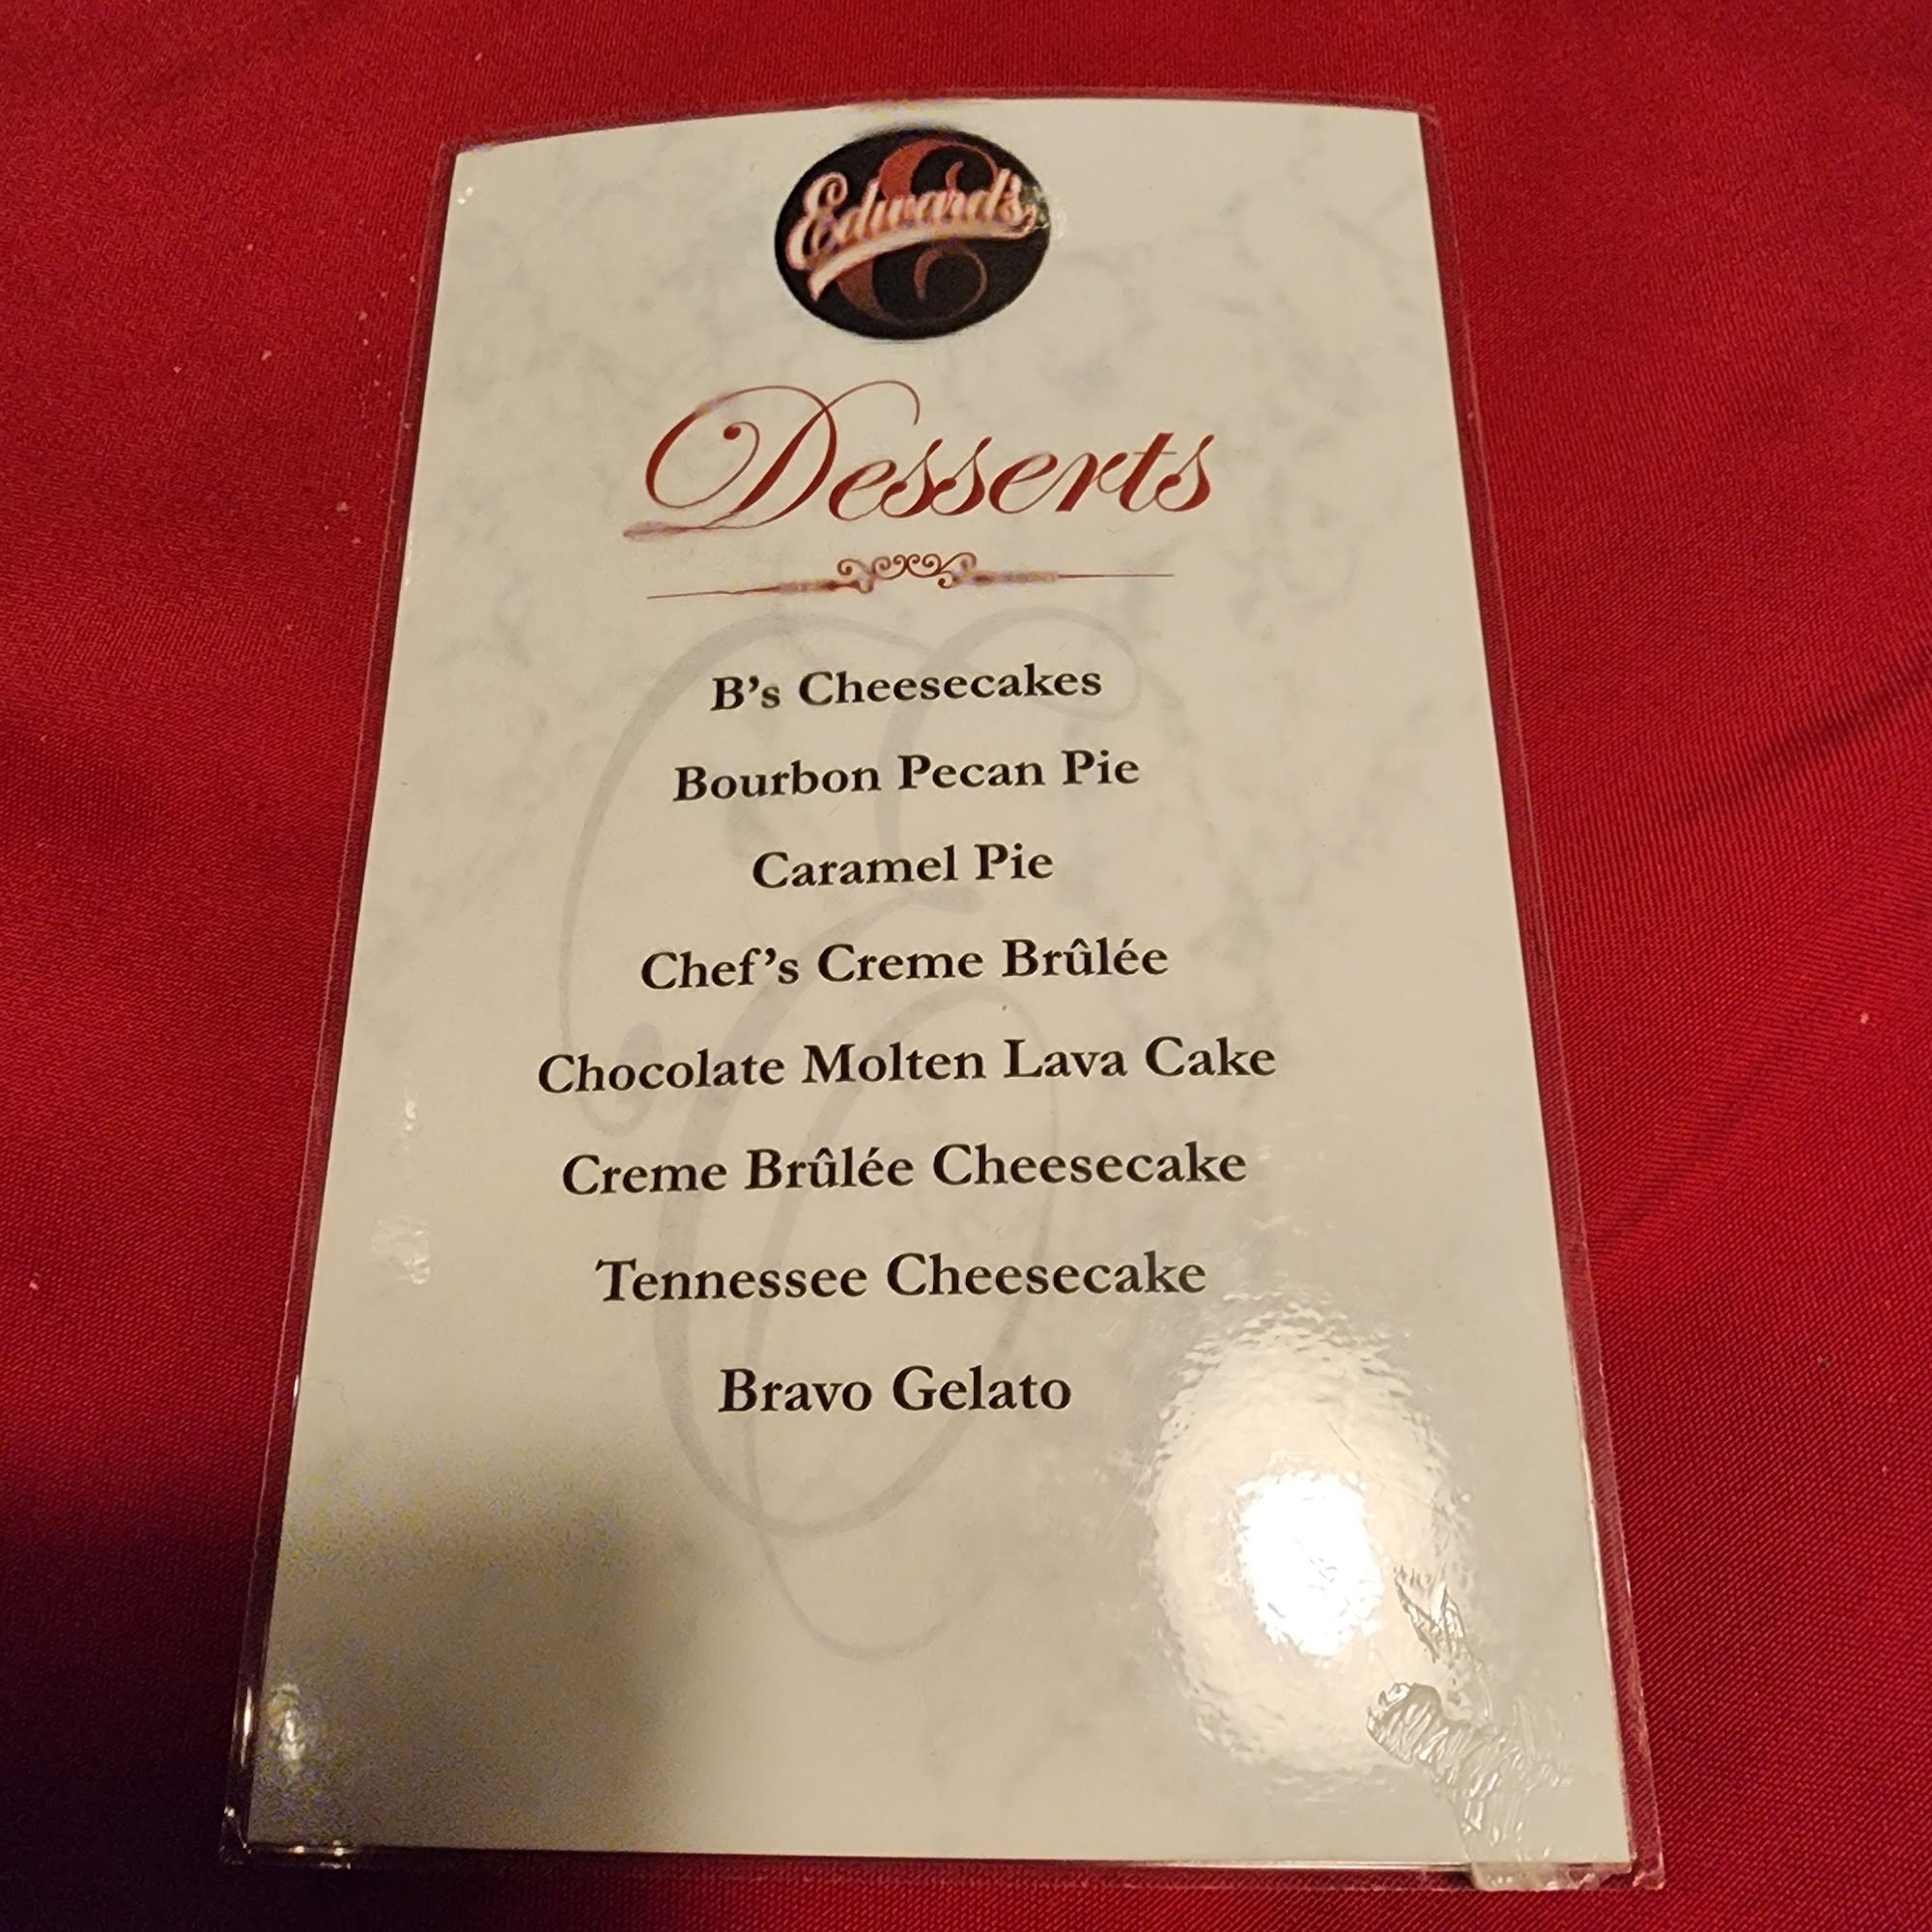 Edward's
Desserts
B’s Cheesecakes
Bourbon Pecan Pie
Caramel Pie
Chef’s Creme Brûlée
Chocolate Molten Lava Cake
Creme Brûlée Cheesecake
Tennessee Cheesecake
Bravo Gelato